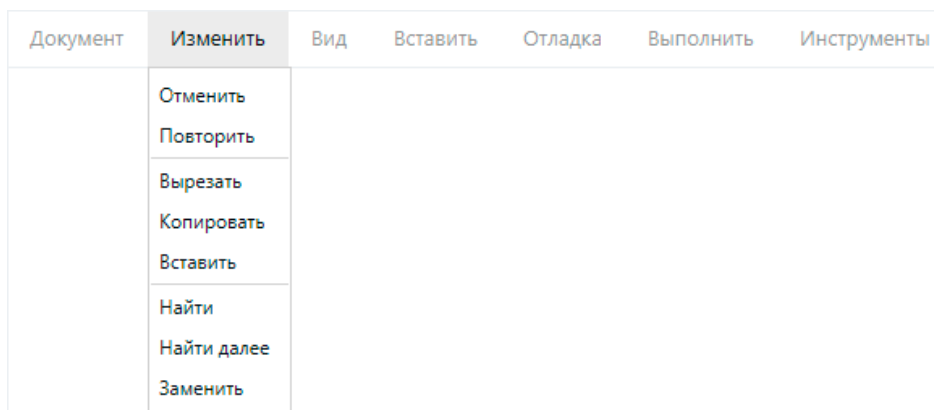 Документ Изменить Вид Вставить Отладка Выполнить Инструменты
Отменить
Повторить
Вырезать
Копировать
Вставить
Найти
Найти далее
Заменить